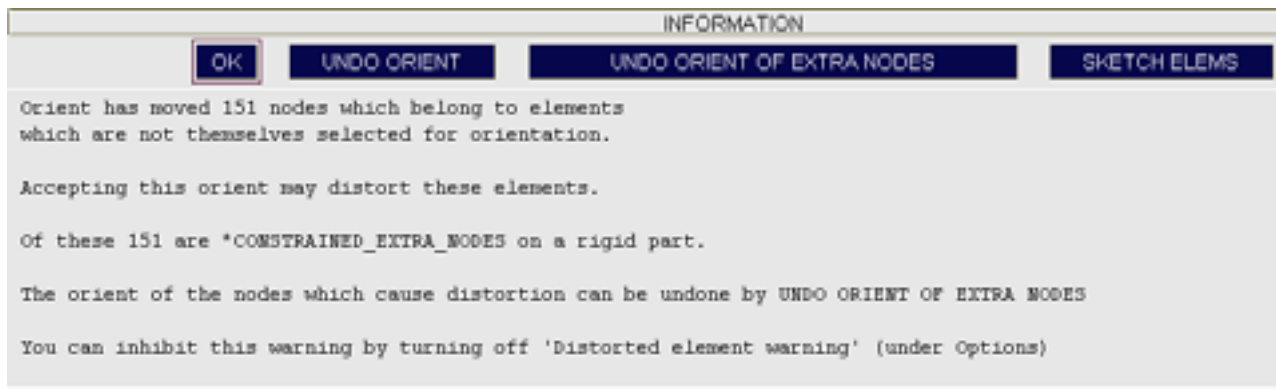 INFORMATION
OK UNDO ORIENT UNDO ORIENT OF EXTRA NODES SKETCH ELEMS
Orient has moved 151 nodes which belong to elements
which are not themselves selected for orientation.
Accepting this orient may distort these elements.
Of these 151 are *CONSTRAINED_EXTRA_NODES on a rigid part.
The orient of the nodes which cause distortion can be undone by UNDO ORIENT OF EXTRA NODES
You can inhibit this warning by turning off 'Distorted element warning' (under Options)